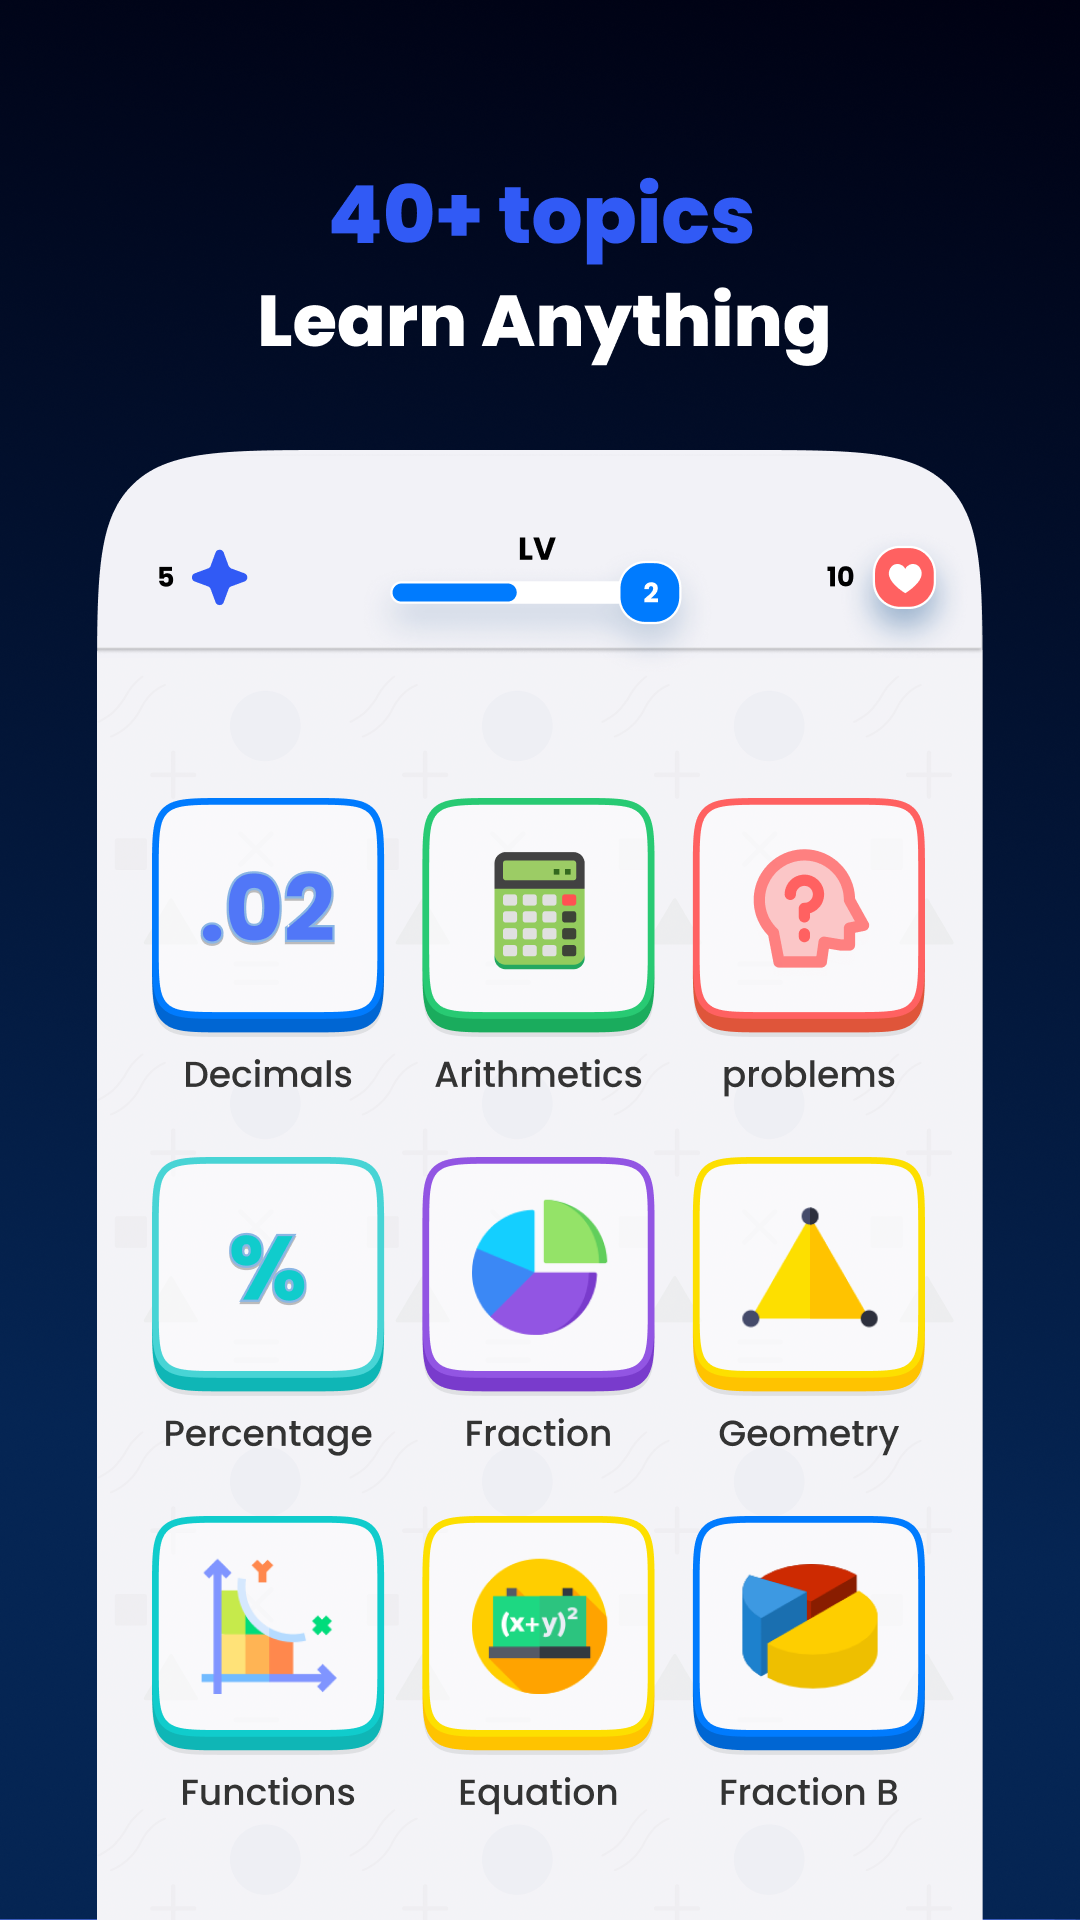 40+ topics
Learn Anything
5
LV
2
10
.02
?
Decimals
Arithmetics
problems
%
Percentage
Fraction
Geometry
Y
x
(x+y)²
Functions
Equation
Fraction B